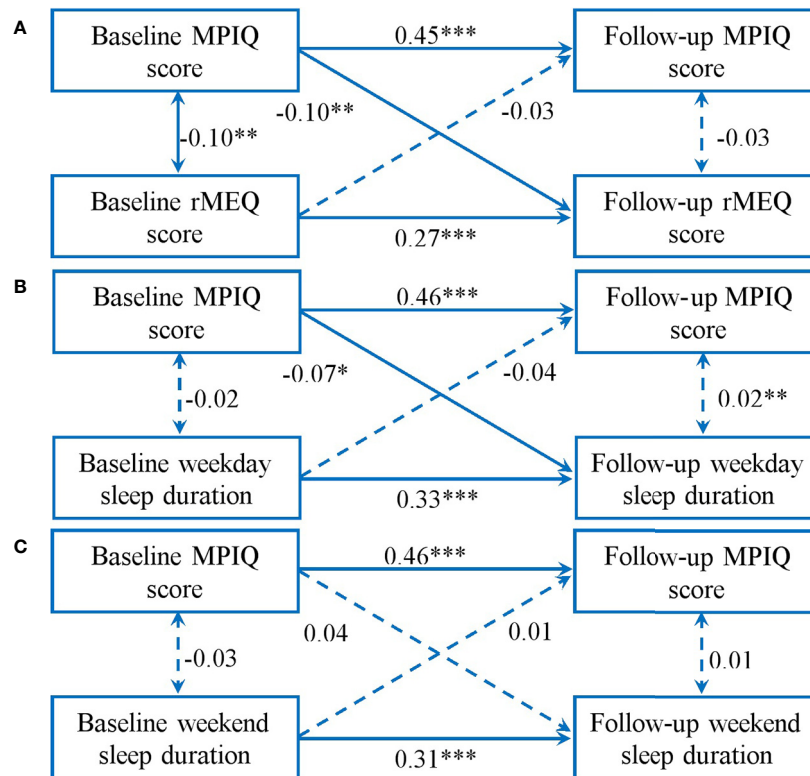 A
Baseline MPIQ
score
0.45***
Follow-up MPIQ
score
-0.10**
-0.10**
-0.03
-0.03
Baseline rMEQ
score
0.27***
Follow-up rMEQ
score
B
Baseline MPIQ
score
0.46***
Follow-up MPIQ
score
-0.02
-0.07*
-0.04
0.02**
Baseline weekday
sleep duration
0.33***
Follow-up weekday
sleep duration
C
Baseline MPIQ
score
0.46***
Follow-up MPIQ
score
-0.03
0.04
0.01
0.01
Baseline weekend
sleep duration
0.31***
Follow-up weekend
sleep duration